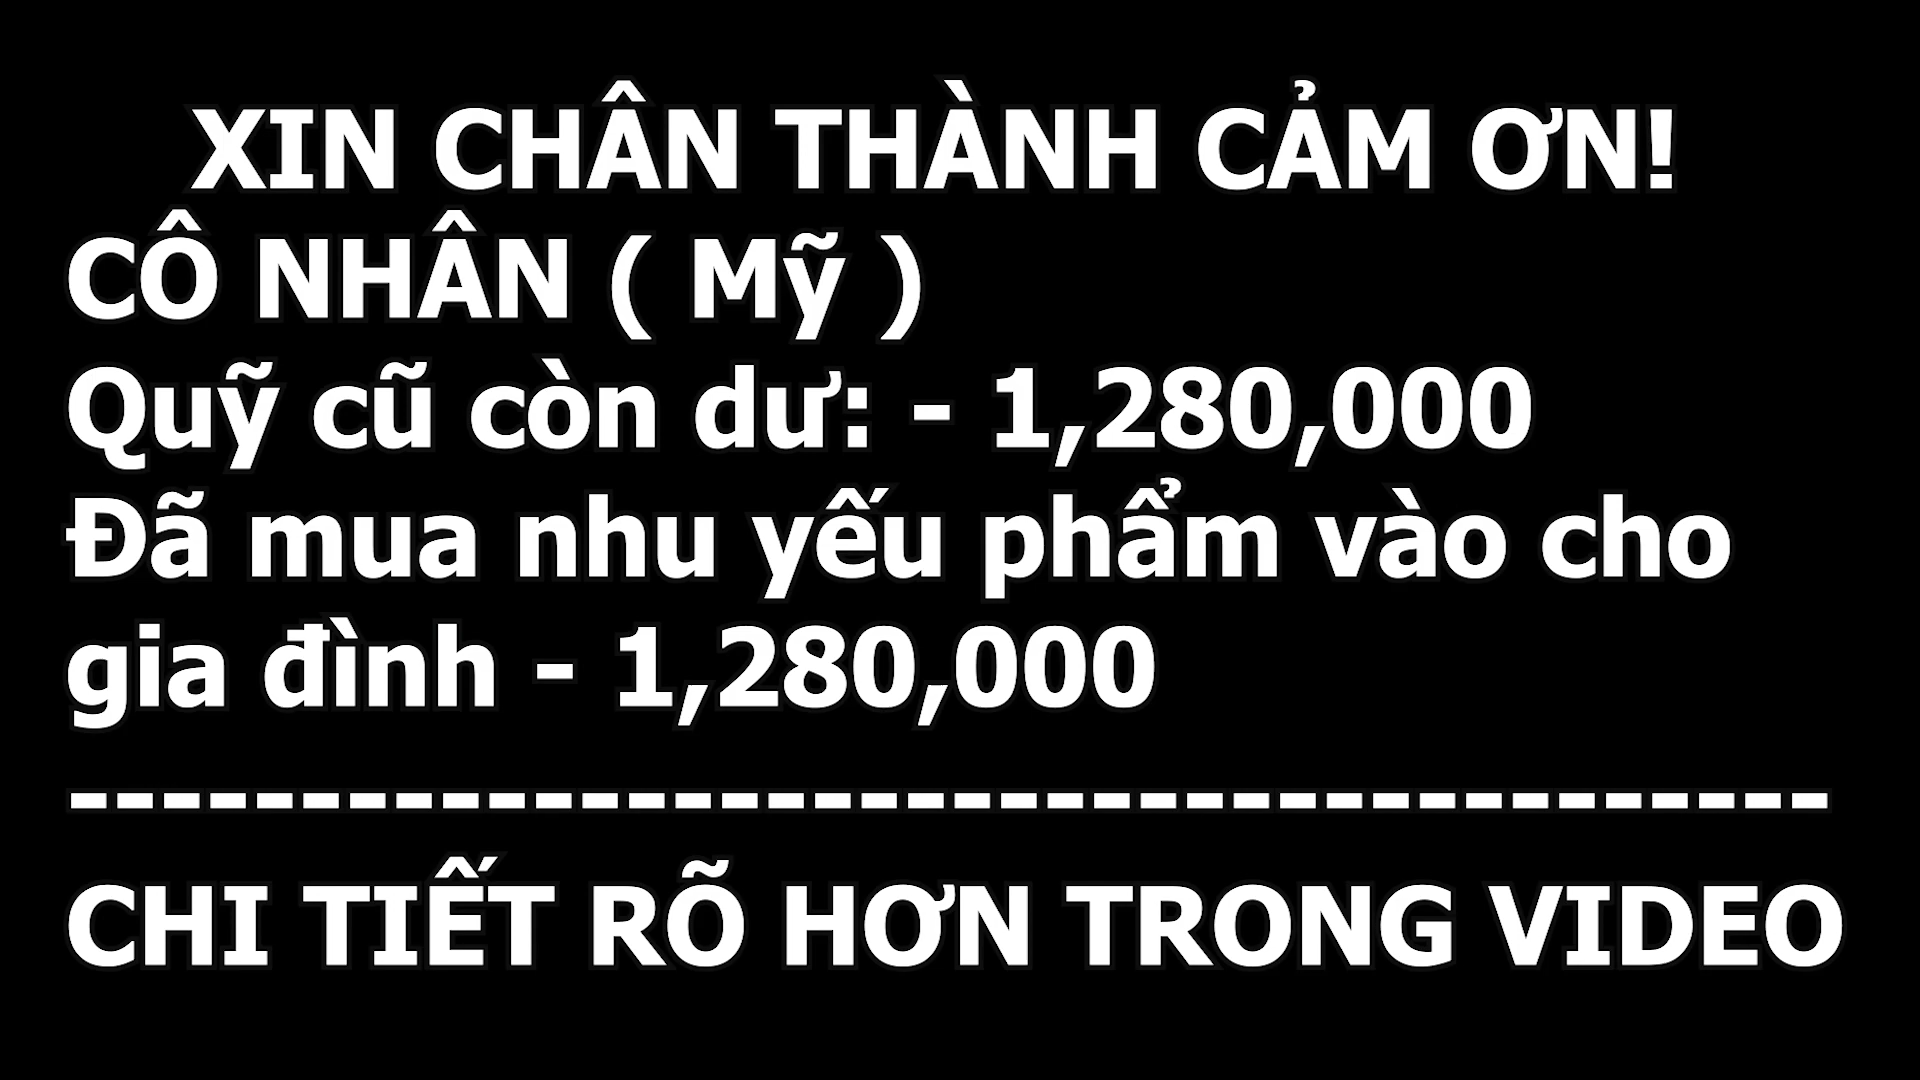 XIN CHÂN THÀNH CẢM ƠN!
CÔ NHÂN ( Mỹ )
Quỹ cũ còn dư: - 1,280,000
Đã mua nhu yếu phẩm vào cho
gia đình - 1,280,000
--------------------------------------
CHI TIẾT RÕ HƠN TRONG VIDEO